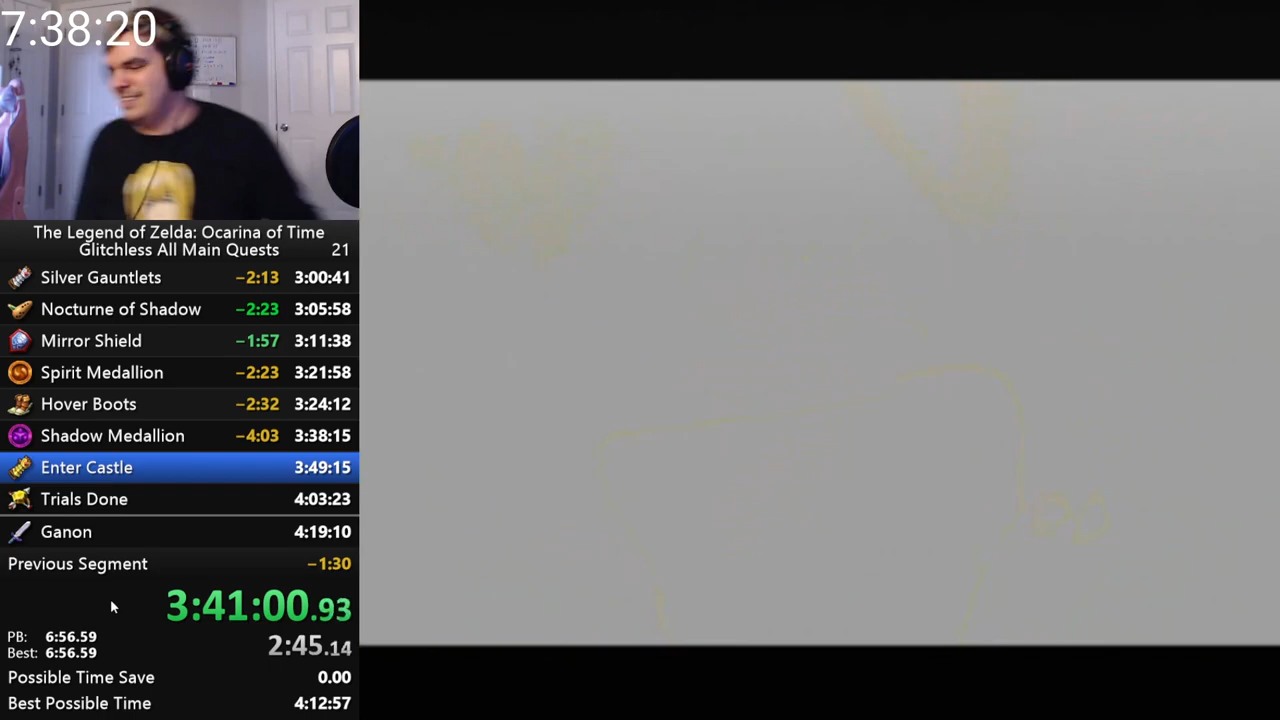 7:38:20
The Legend of Zelda: Ocarina of Time
Glitchless All Main Quests 21
Silver Gauntlets −2:13 3:00:41
Nocturne of Shadow −2:23 3:05:58
Mirror Shield −1:57 3:11:38
Spirit Medallion −2:23 3:21:58
Hover Boots −2:32 3:24:12
Shadow Medallion −4:03 3:38:15
Enter Castle 3:49:15
Trials Done 4:03:23
Ganon 4:19:10
Previous Segment −1:30
3:41:00.93
PB: 6:56.59
Best: 6:56.59
2:45.14
Possible Time Save 0.00
Best Possible Time 4:12:57